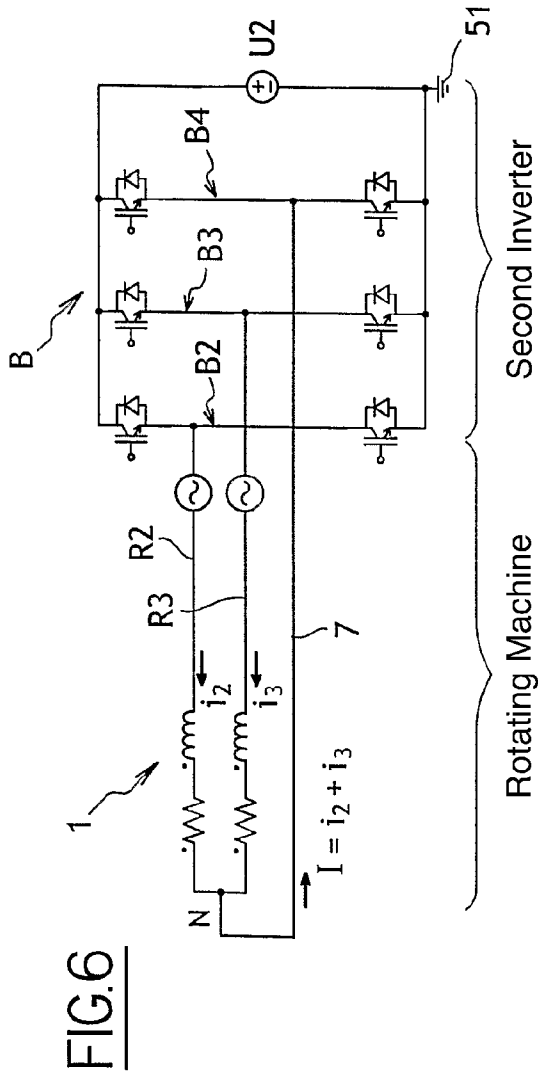 FIG.6
1
B
R2
R3
B2
B3
B4
U2
i2
i3
N
7
I = i2 + i3
51
Rotating Machine
Second Inverter